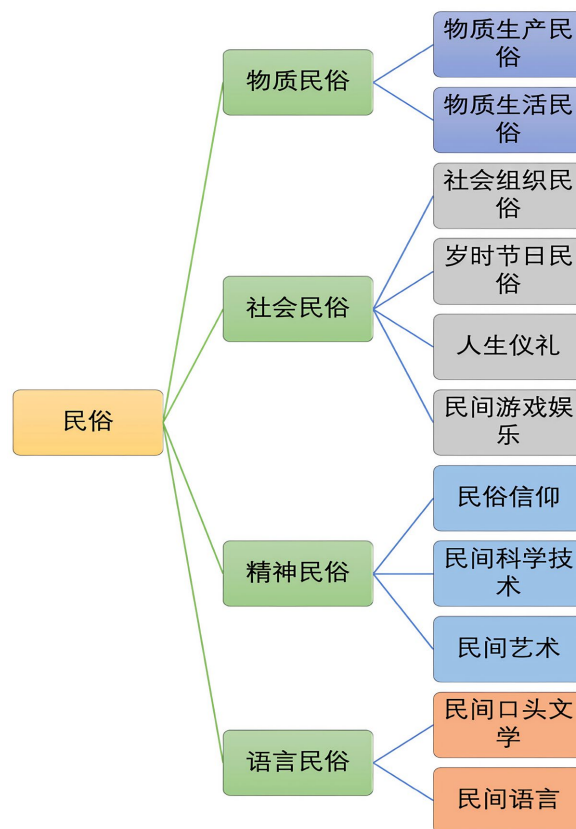 民俗
物质民俗
物质生产民
俗
物质生活民
俗
社会民俗
社会组织民
俗
岁时节日民
俗
人生仪礼
民间游戏娱
乐
精神民俗
民俗信仰
民间科学技
术
民间艺术
语言民俗
民间口头文
学
民间语言